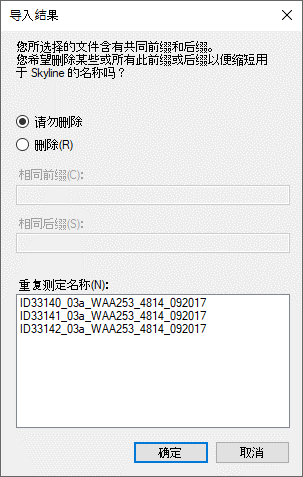 导入结果
您所选择的文件含有共同前缀和后缀。
您希望删除某些或所有此前缀或后缀以便缩短用
于 Skyline 的名称吗？
请勿删除
删除(R)
相同前缀(C):
相同后缀(S):
重复测定名称(N):
ID33140_03a_WAA253_4814_092017
ID33141_03a_WAA253_4814_092017
ID33142_03a_WAA253_4814_092017
确定
取消